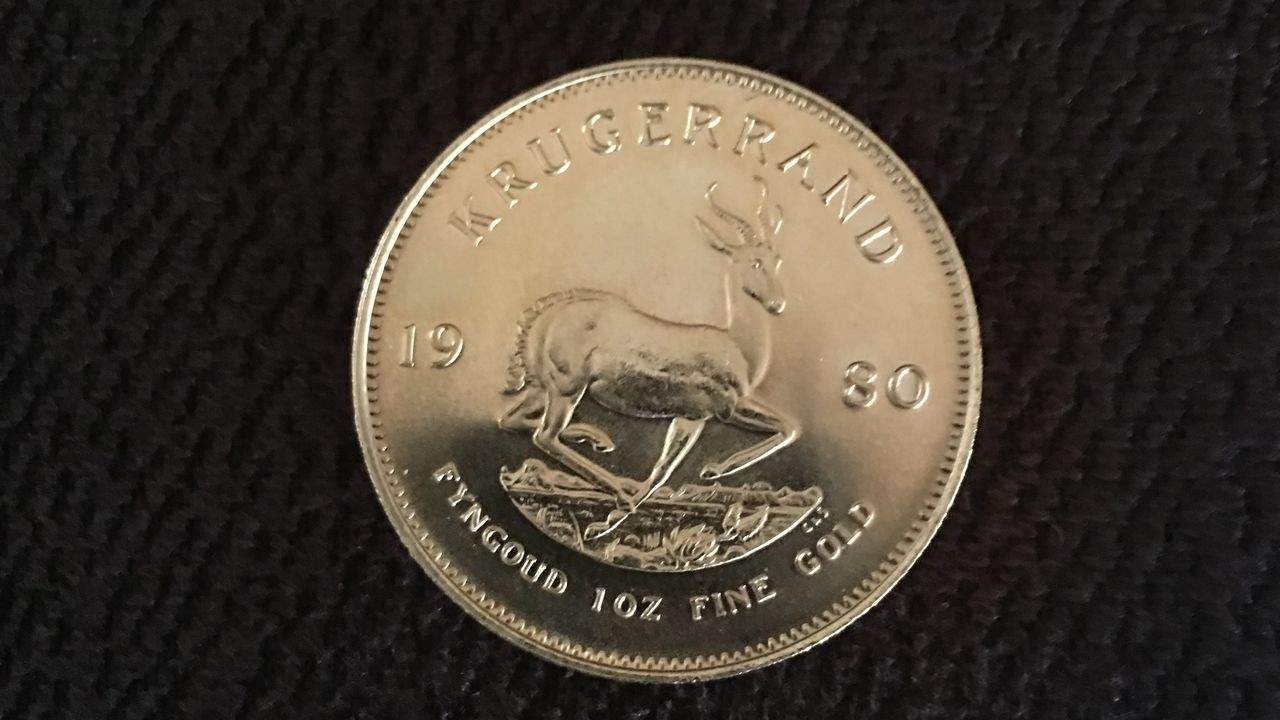 KRUGERRAND
19 80
FYNGOUD 1OZ FINE GOLD